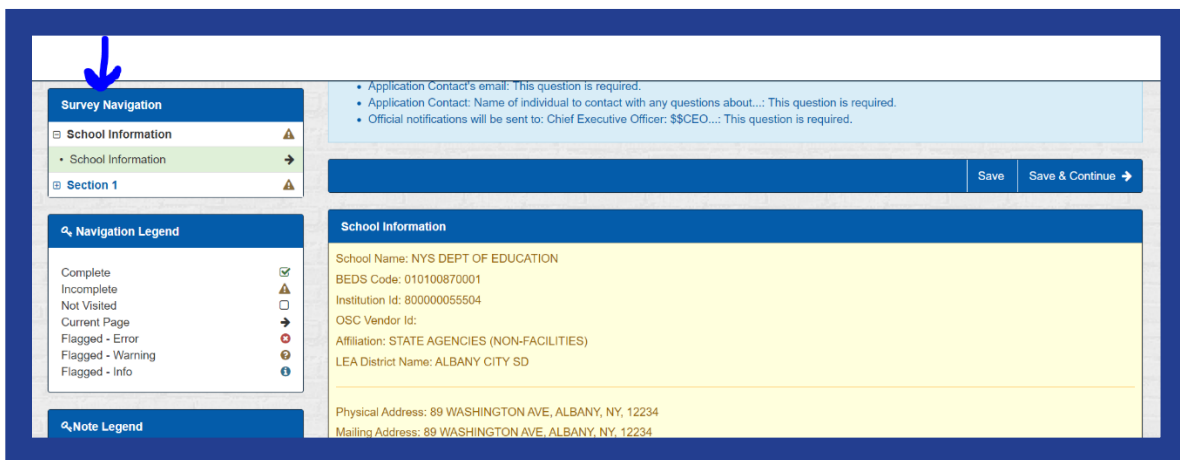 Survey Navigation
School Information
• School Information
Section 1
Navigation Legend
Complete
Incomplete
Not Visited
Current Page
Flagged - Error
Flagged - Warning
Flagged - Info
Note Legend
• Application Contact's email: This question is required.
• Application Contact: Name of individual to contact with any questions about...: This question is required.
• Official notifications will be sent to: Chief Executive Officer: $$CEO...: This question is required.
Save Save & Continue
School Information
School Name: NYS DEPT OF EDUCATION
BEDS Code: 010100870001
Institution Id: 800000055504
OSC Vendor Id:
Affiliation: STATE AGENCIES (NON-FACILITIES)
LEA District Name: ALBANY CITY SD
Physical Address: 89 WASHINGTON AVE, ALBANY, NY, 12234
Mailing Address: 89 WASHINGTON AVE, ALBANY, NY, 12234